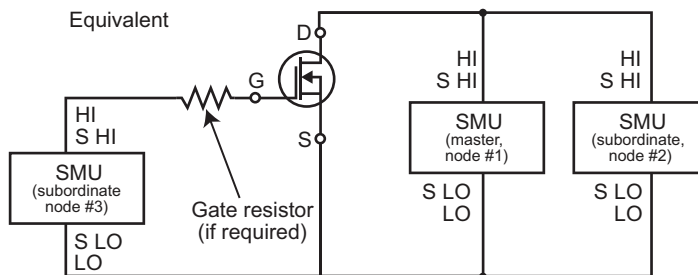 Equivalent
D
G
S
HI
S HI
SMU
(subordinate
node #3)
S LO
LO
Gate resistor
(if required)
HI
S HI
SMU
(master,
node #1)
S LO
LO
HI
S HI
SMU
(subordinate,
node #2)
S LO
LO